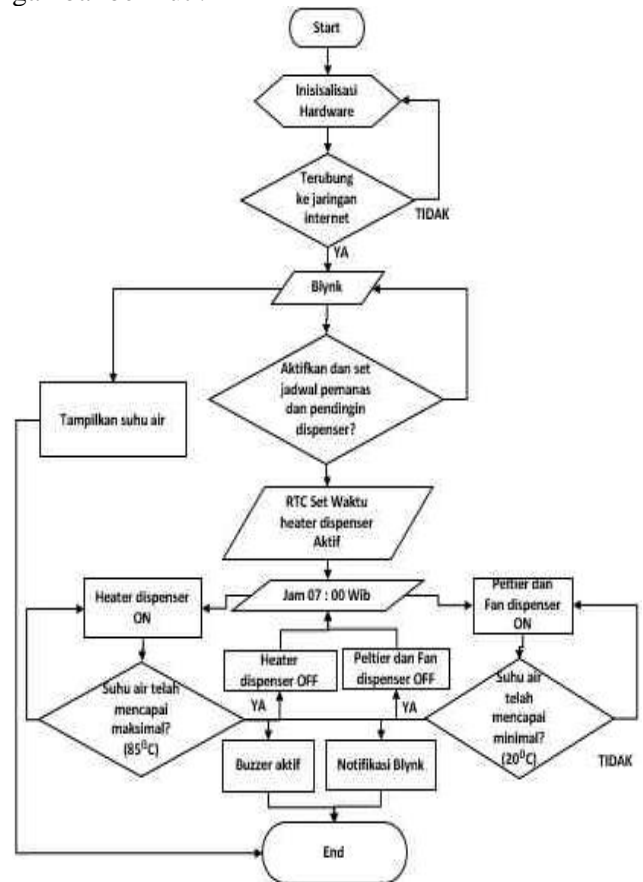 Start
Inisisalisasi
Hardware
Terubung
ke jaringan
internet
TIDAK
YA
Blynk
Aktifkan dan set
jadwal pemanas
dan pendingin
dispenser?
Tampilkan suhu air
RTC Set Waktu
heater dispenser
Aktif
Heater dispenser
ON
Jam 07 : 00 Wib
Peltier dan
Fan dispenser
ON
Heater
dispenser OFF
Peltier dan Fan
dispenser OFF
Suhu air telah
mencapai
maksimal?
(85⁰C)
YA
YA
Suhu air
telah
mencapai
minimal?
(20⁰C)
TIDAK
Buzzer aktif
Notifikasi Blynk
End